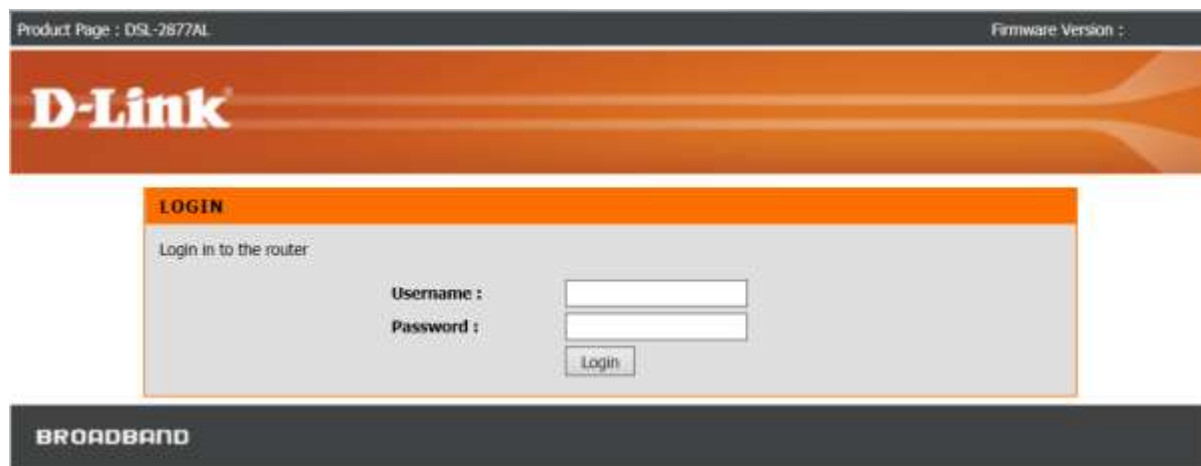 Product Page : DSL-2877AL Firmware Version :
D-Link
LOGIN
Login in to the router
Username :
Password :
Login
BROADBAND